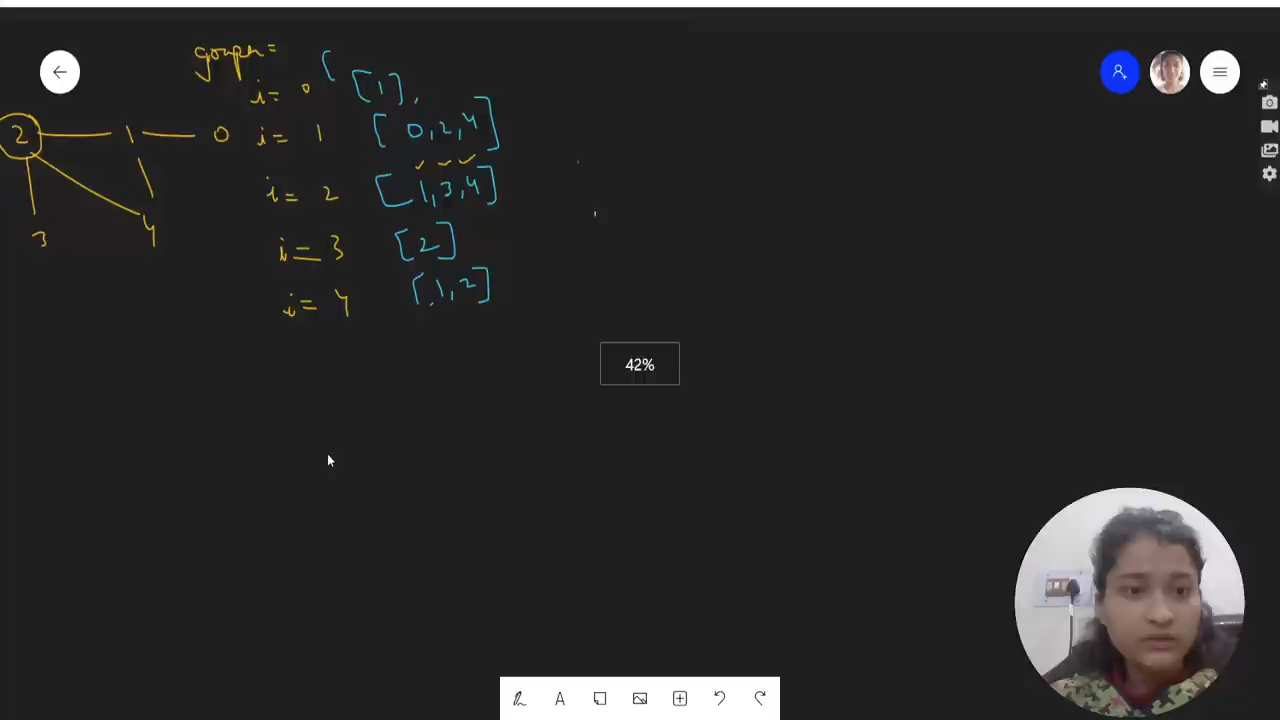 graph = [
i = 0 [1],
2 1 0 i = 1 [0,2,4]
i = 2 [1,3,4]
3 4 i = 3 [2]
i = 4 [1,2]
42%
A